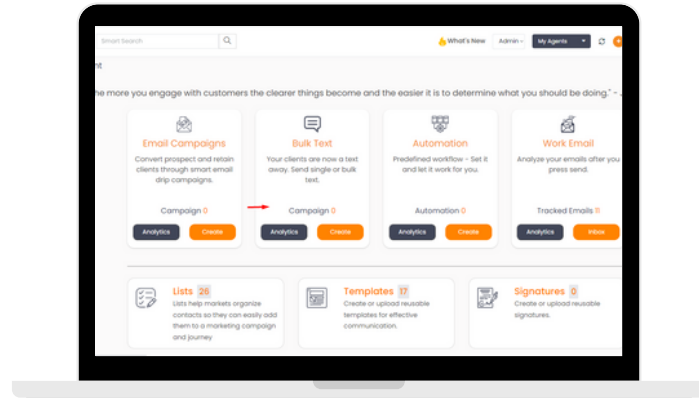 Smart Search
What's New
Admin
My Agents
nt
he more you engage with customers the clearer things become and the easier it is to determine what you should be doing." -
Email Campaigns
Convert prospect and retain
clients through smart email
drip campaigns.
Campaign 0
Analytics
Create
Bulk Text
Your clients are now a text
away. Send single or bulk
text.
Campaign 0
Analytics
Create
Automation
Predefined workflow - Set it
and let it work for you.
Automation 0
Analytics
Create
Work Email
Analyze your emails after you
press send.
Tracked Emails 11
Analytics
Inbox
Lists 26
Lists help markets organize
contacts so they can easily add
them to a marketing campaign
and journey
Templates 17
Create or upload reusable
templates for effective
communication.
Signatures 0
Create or upload reusable
signatures.